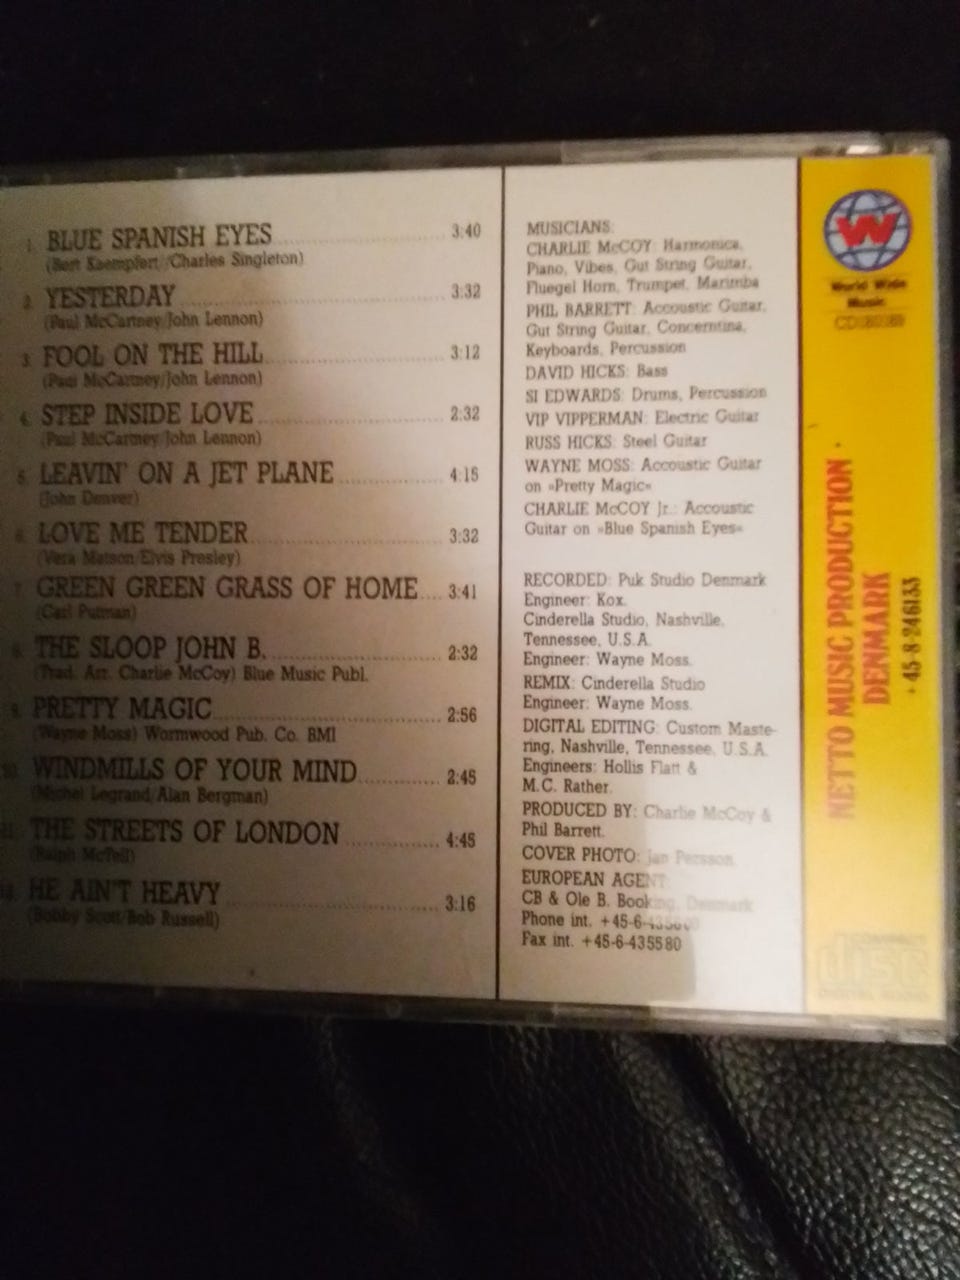 1. BLUE SPANISH EYES 3:40
(Bert Kaempfert/Charles Singleton)
2. YESTERDAY 3:32
(Paul McCartney/John Lennon)
3. FOOL ON THE HILL 3:12
(Paul McCartney/John Lennon)
4. STEP INSIDE LOVE 2:32
(Paul McCartney/John Lennon)
5. LEAVIN' ON A JET PLANE 4:15
(John Denver)
6. LOVE ME TENDER 3:32
(Vera Matson/Elvis Presley)
7. GREEN GREEN GRASS OF HOME 3:41
(Carl Putman)
8. THE SLOOP JOHN B. 2:32
(Trad. Arr. Charlie McCoy) Blue Music Publ.
9. PRETTY MAGIC 2:56
(Wayne Moss) Wormwood Pub. Co. BMI
10. WINDMILLS OF YOUR MIND 2:45
(Michel Legrand/Alan Bergman)
11. THE STREETS OF LONDON 4:45
(Ralph McTell)
12. HE AIN'T HEAVY 3:16
(Bobby Scott/Bob Russell)
MUSICIANS:
CHARLIE McCOY: Harmonica,
Piano, Vibes, Gut String Guitar,
Fluegel Horn, Trumpet, Marimba
PHIL BARRETT: Accoustic Guitar,
Gut String Guitar, Concerntina,
Keyboards, Percussion
DAVID HICKS: Bass
SI EDWARDS: Drums, Percussion
VIP VIPPERMAN: Electric Guitar
RUSS HICKS: Steel Guitar
WAYNE MOSS: Accoustic Guitar
on »Pretty Magic«
CHARLIE McCOY Jr.: Accoustic
Guitar on »Blue Spanish Eyes«
RECORDED: Puk Studio Denmark
Engineer: Kox.
Cinderella Studio, Nashville,
Tennessee, U.S.A.
Engineer: Wayne Moss.
REMIX: Cinderella Studio
Engineer: Wayne Moss.
DIGITAL EDITING: Custom Maste-
ring, Nashville, Tennessee, U.S.A.
Engineers: Hollis Flatt &
M.C. Rather.
PRODUCED BY: Charlie McCoy &
Phil Barrett.
COVER PHOTO: Jan Persson
EUROPEAN AGENT:
CB & Ole B. Booking, Denmark
Phone int.
Fax int. +45-6-435580
W
World Wide
Music
NETTO MUSIC PRODUCTION
DENMARK
+45-8-246133
COMPACT
disc
DIGITAL AUDIO